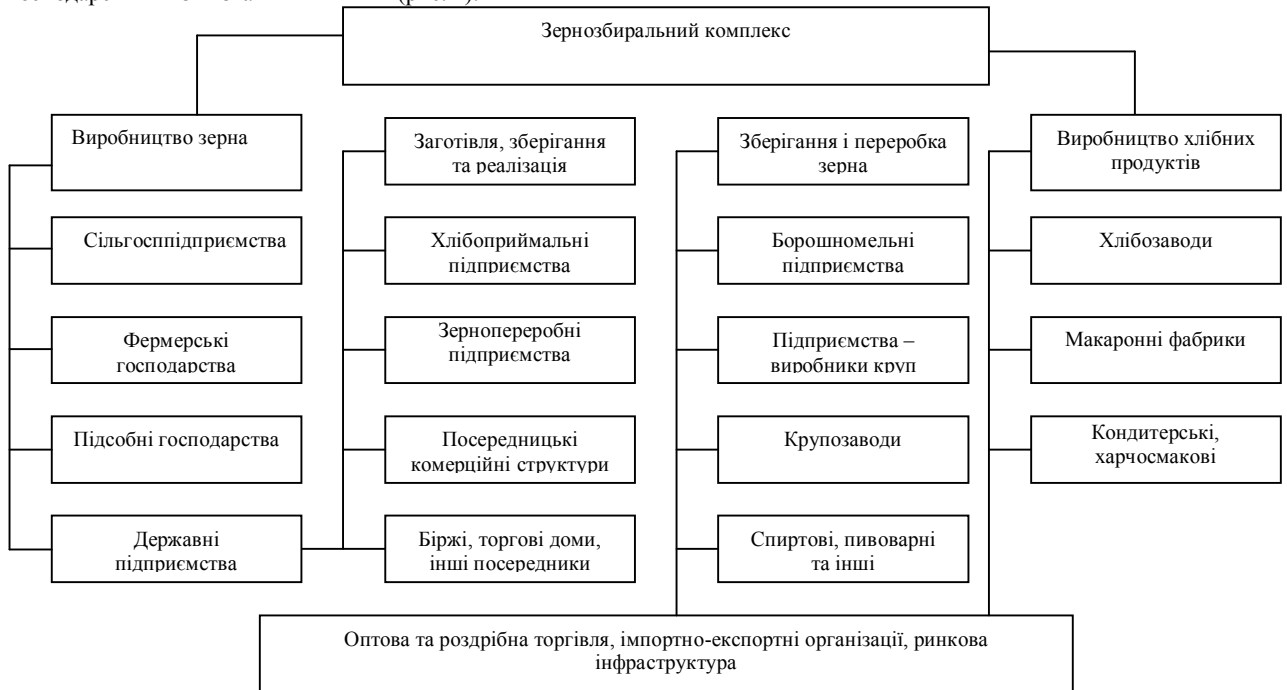 Зернозбиральний комплекс
Виробництво зерна
Заготівля, зберігання
та реалізація
Зберігання і переробка
зерна
Виробництво хлібних
продуктів
Сільгосппідприємства
Хлібоприймальні
підприємства
Борошномельні
підприємства
Хлібозаводи
Фермерські
господарства
Зернопереробні
підприємства
Підприємства –
виробники круп
Макаронні фабрики
Підсобні господарства
Посередницькі
комерційні структури
Крупозаводи
Кондитерські,
харчосмакові
Державні
підприємства
Біржі, торгові доми,
інші посередники
Спиртові, пивоварні
та інші
Оптова та роздрібна торгівля, імпортно-експортні організації, ринкова
інфраструктура